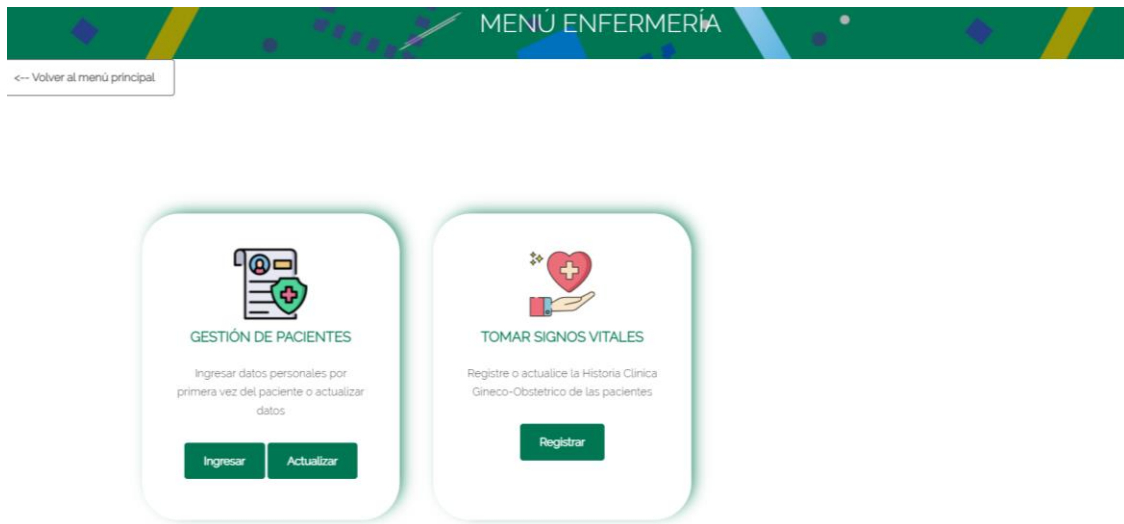 MENÚ ENFERMERÍA
<-- Volver al menú principal
GESTIÓN DE PACIENTES
Ingresar datos personales por
primera vez del paciente o actualizar
datos
Ingresar
Actualizar
TOMAR SIGNOS VITALES
Registre o actualice la Historia Clinica
Gineco-Obstetrico de las pacientes
Registrar